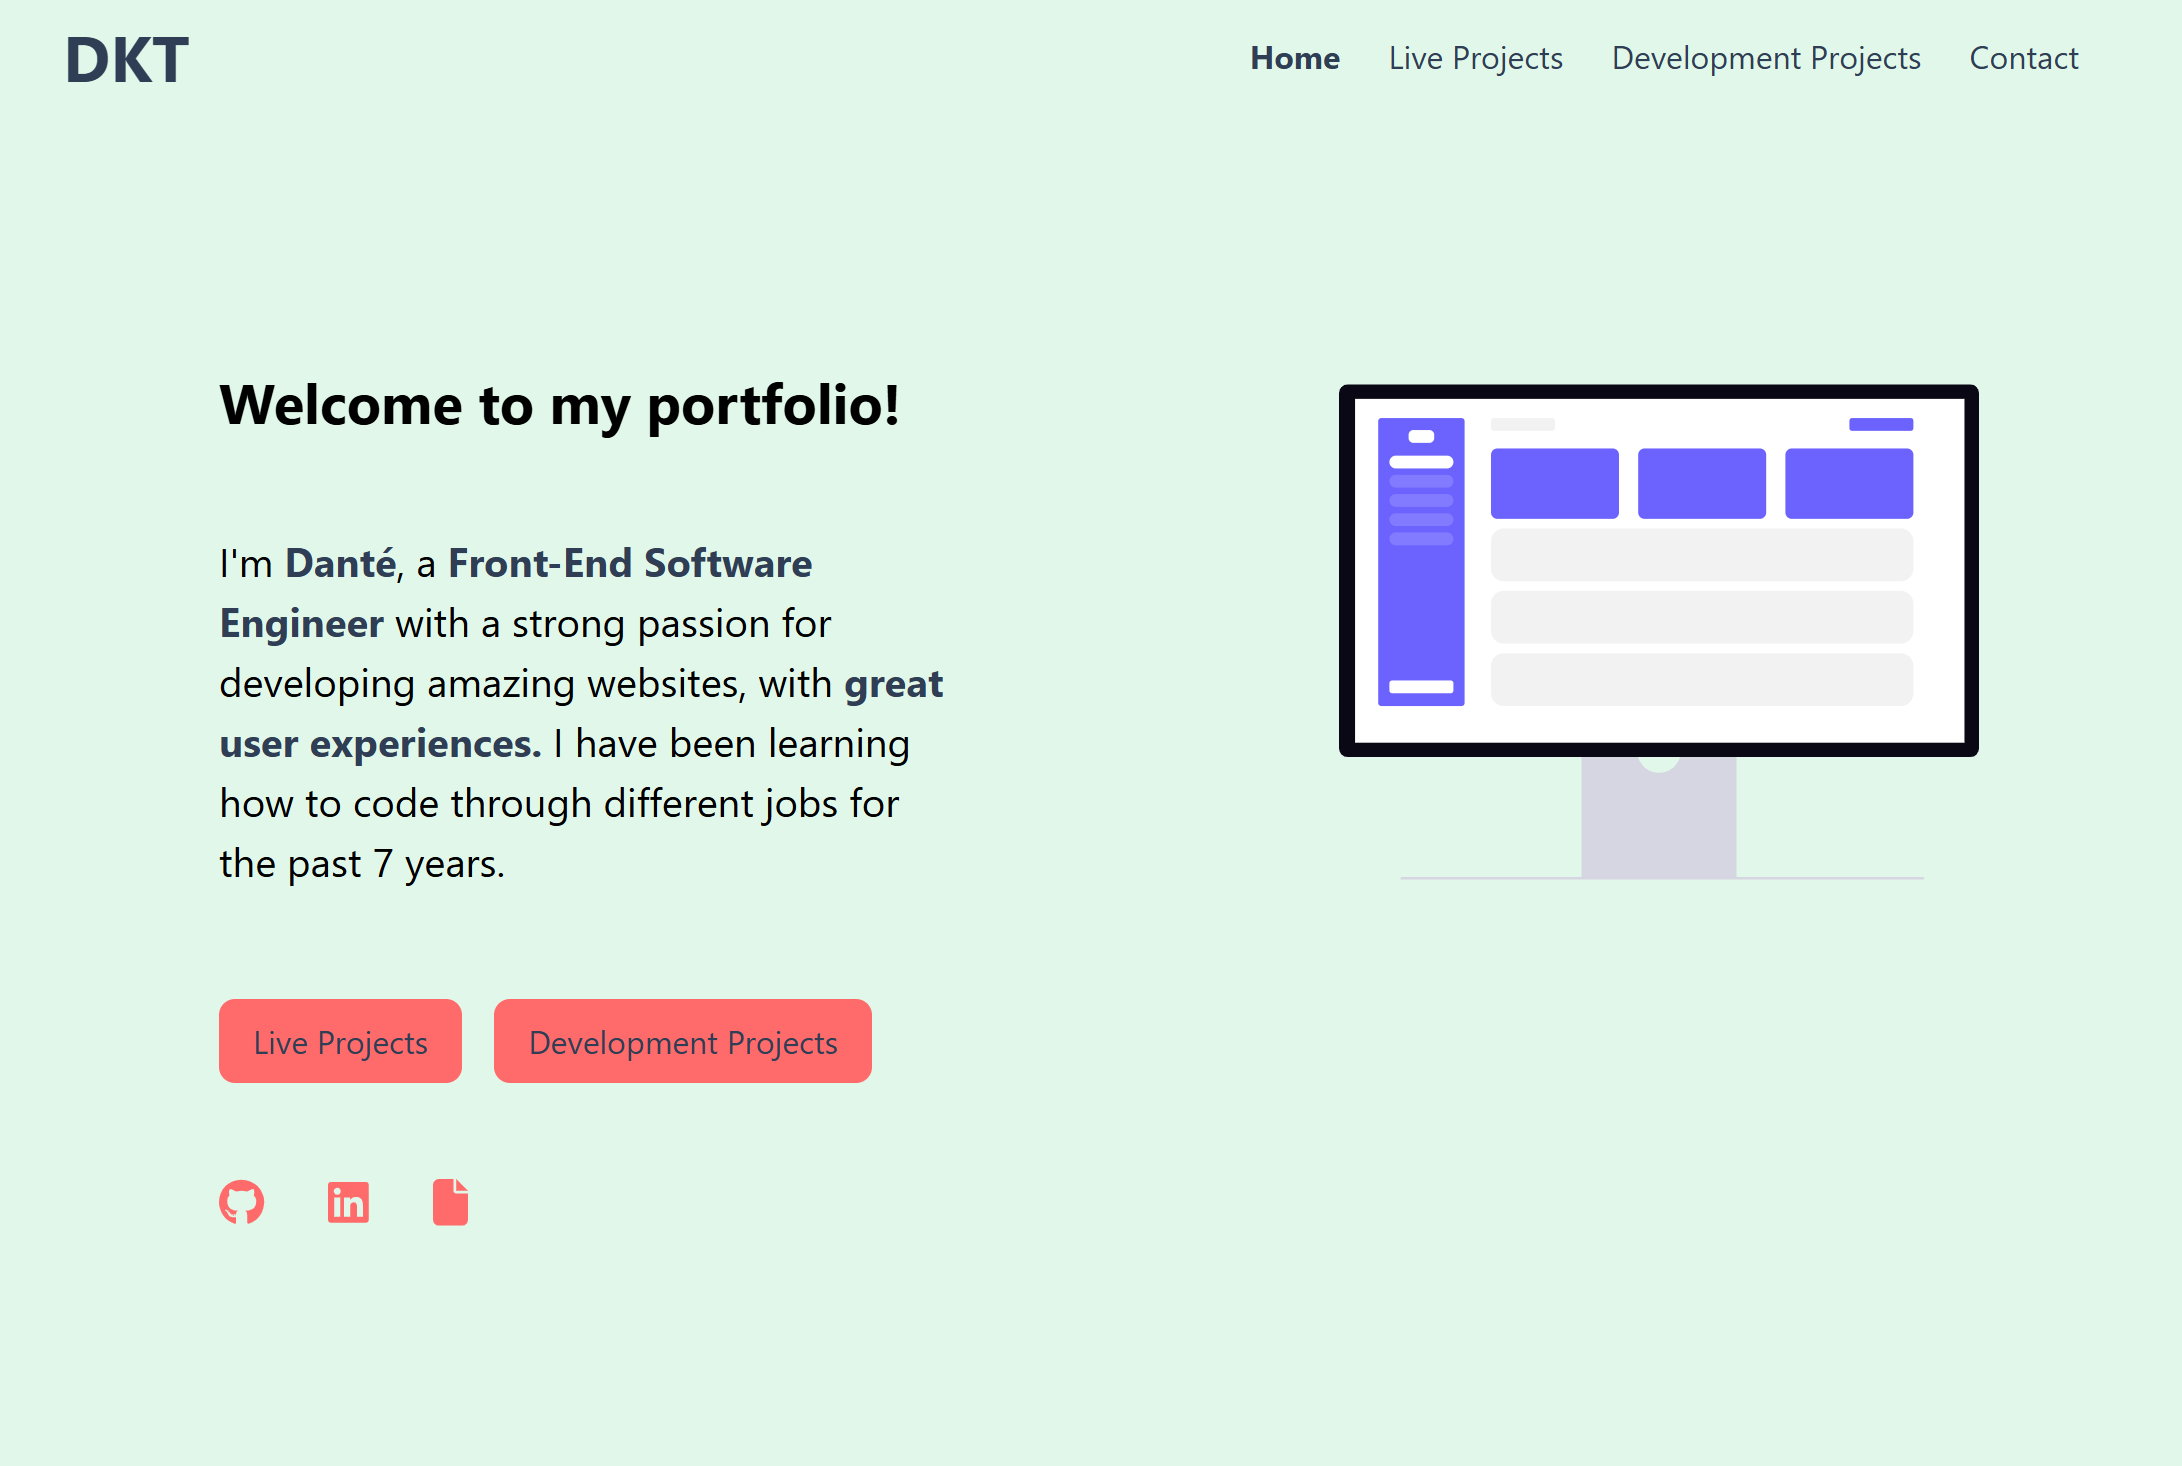 DKT
Home Live Projects Development Projects Contact
Welcome to my portfolio!
I'm Danté, a Front-End Software
Engineer with a strong passion for
developing amazing websites, with great
user experiences. I have been learning
how to code through different jobs for
the past 7 years.
Live Projects Development Projects
in